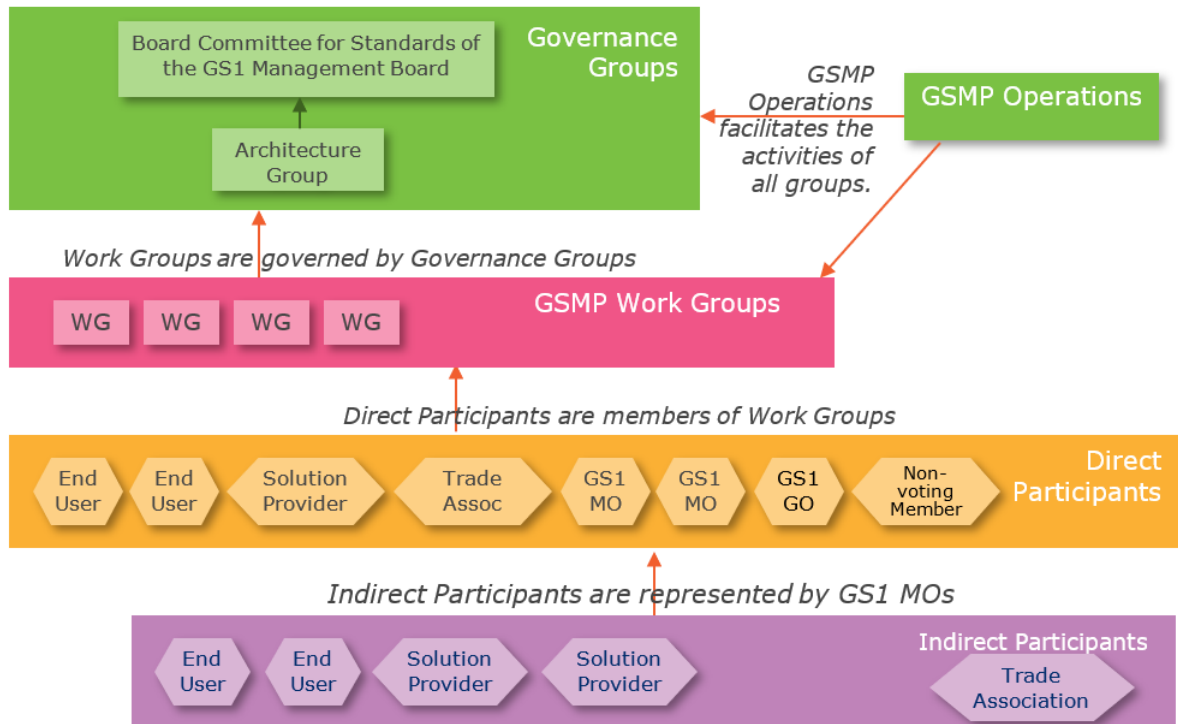 Board Committee for Standards of
the GS1 Management Board
Governance
Groups
Architecture
Group
GSMP
Operations
facilitates the
activities of
all groups.
GSMP Operations
Work Groups are governed by Governance Groups
GSMP Work Groups
WG
WG
WG
WG
Direct Participants are members of Work Groups
End
User
End
User
Solution
Provider
Trade
Assoc
GS1
MO
GS1
MO
GS1
GO
Non-
voting
Member
Direct
Participants
Indirect Participants are represented by GS1 MOs
End
User
End
User
Solution
Provider
Solution
Provider
Indirect Participants
Trade
Association